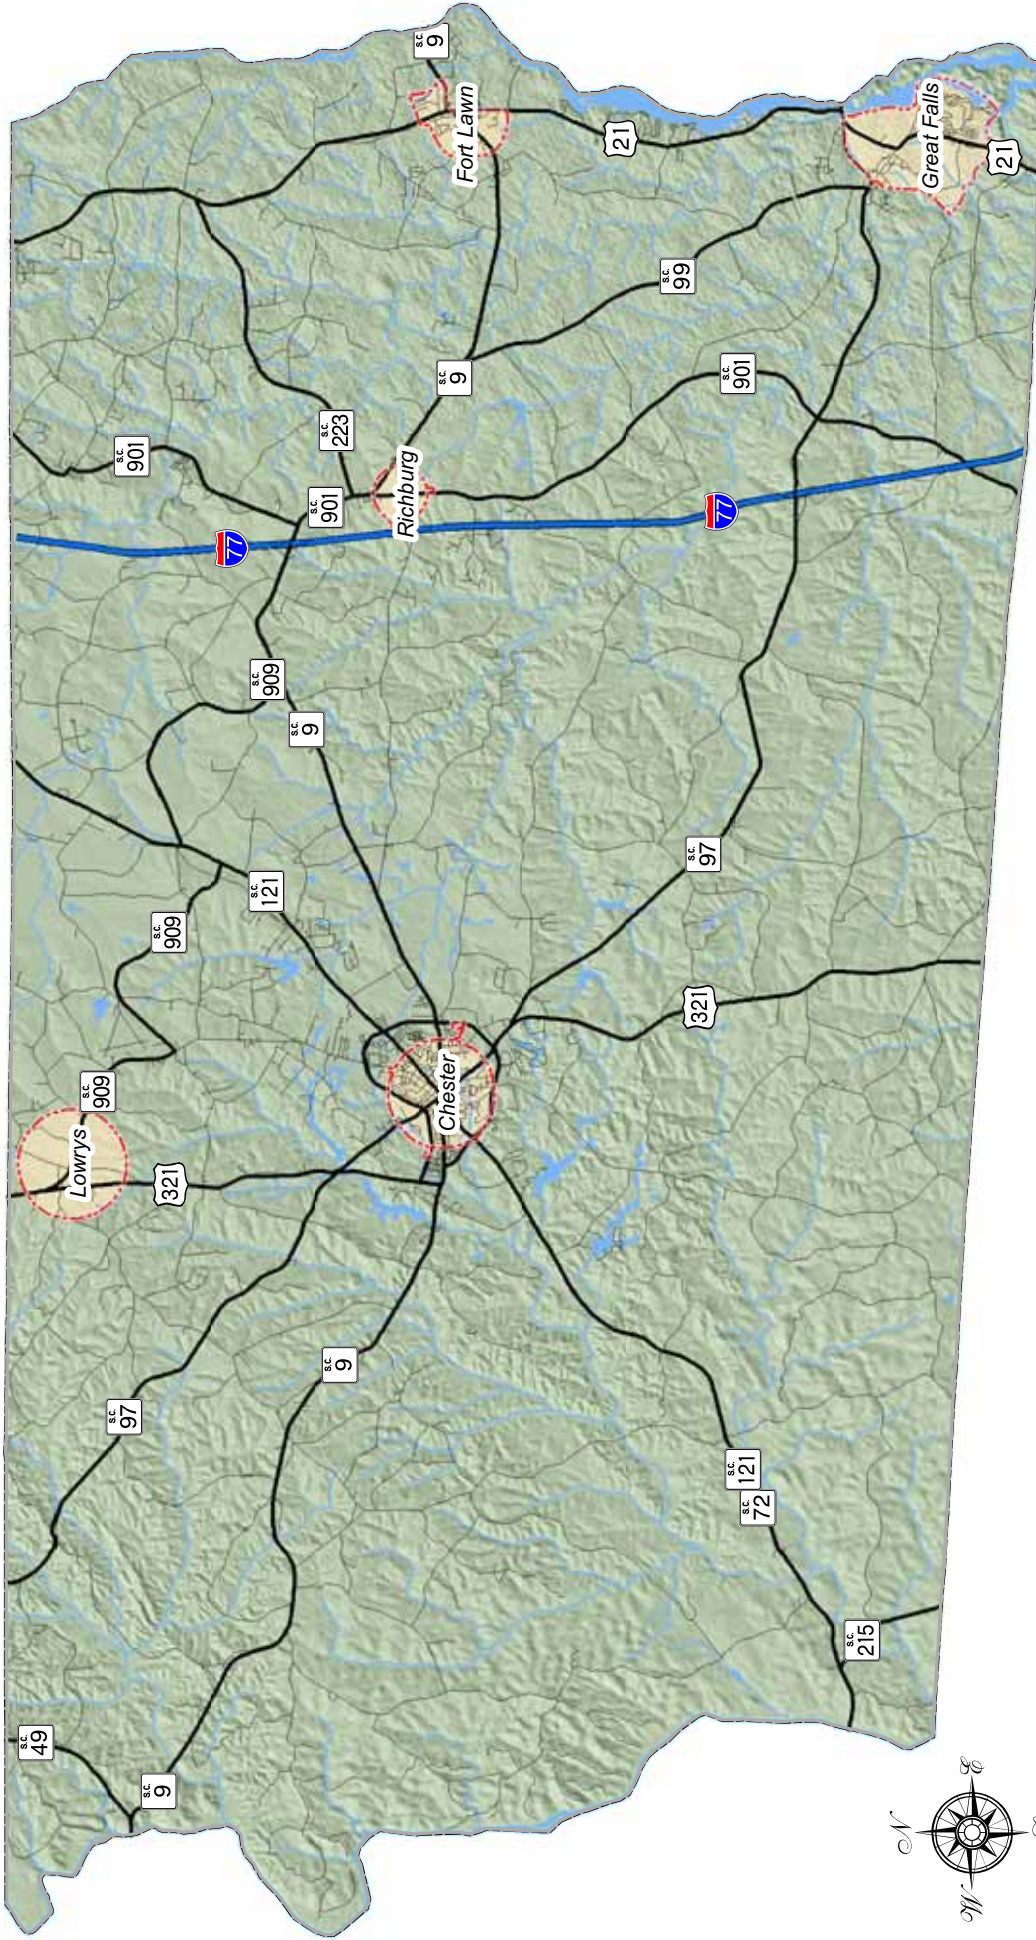 S.C.
49
Lowrys
S.C.
909
S.C.
97
S.C.
901
S.C.
9
321
S.C.
909
77
S.C.
121
S.C.
909
S.C.
9
S.C.
901
S.C.
223
S.C.
9
Richburg
S.C.
9
Chester
S.C.
9
Fort Lawn
21
S.C.
99
321
S.C.
97
77
S.C.
901
S.C.
121
S.C.
72
S.C.
215
Great Falls
21
N
W
E